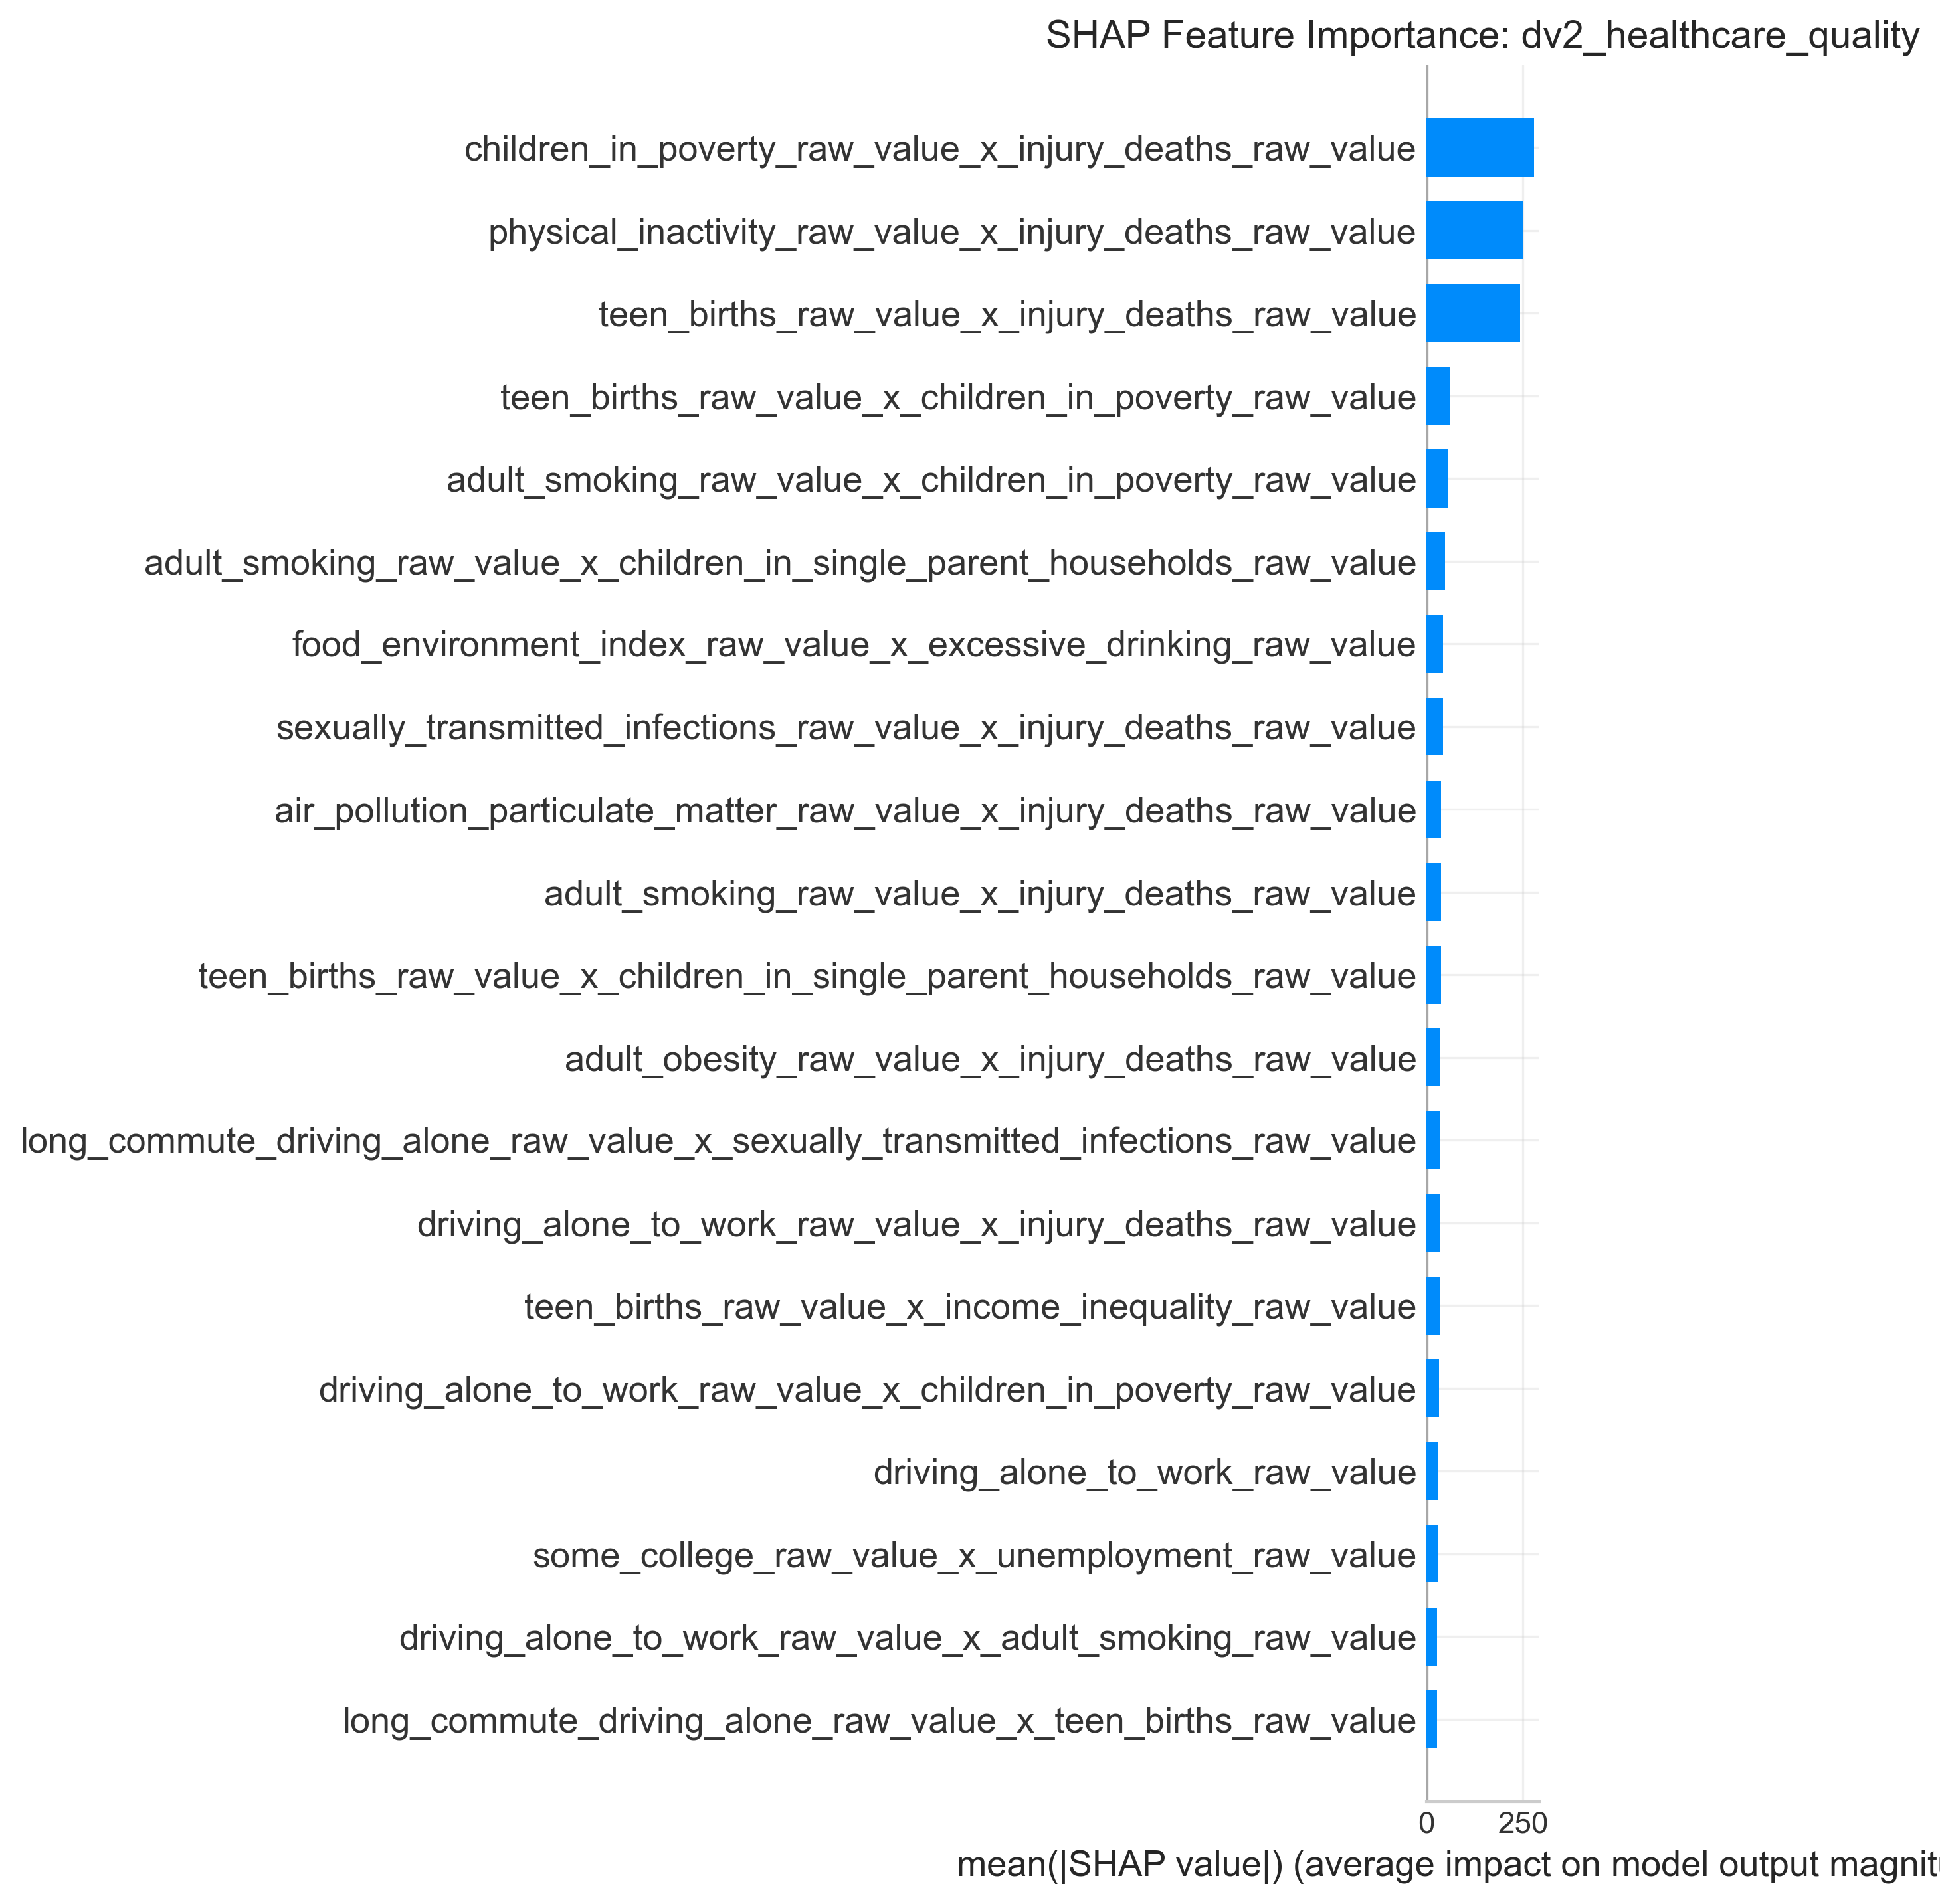 SHAP Feature Importance: dv2_healthcare_quality
children_in_poverty_raw_value_x_injury_deaths_raw_value
physical_inactivity_raw_value_x_injury_deaths_raw_value
teen_births_raw_value_x_injury_deaths_raw_value
teen_births_raw_value_x_children_in_poverty_raw_value
adult_smoking_raw_value_x_children_in_poverty_raw_value
adult_smoking_raw_value_x_children_in_single_parent_households_raw_value
food_environment_index_raw_value_x_excessive_drinking_raw_value
sexually_transmitted_infections_raw_value_x_injury_deaths_raw_value
air_pollution_particulate_matter_raw_value_x_injury_deaths_raw_value
adult_smoking_raw_value_x_injury_deaths_raw_value
teen_births_raw_value_x_children_in_single_parent_households_raw_value
adult_obesity_raw_value_x_injury_deaths_raw_value
long_commute_driving_alone_raw_value_x_sexually_transmitted_infections_raw_value
driving_alone_to_work_raw_value_x_injury_deaths_raw_value
teen_births_raw_value_x_income_inequality_raw_value
driving_alone_to_work_raw_value_x_children_in_poverty_raw_value
driving_alone_to_work_raw_value
some_college_raw_value_x_unemployment_raw_value
driving_alone_to_work_raw_value_x_adult_smoking_raw_value
long_commute_driving_alone_raw_value_x_teen_births_raw_value
0 250
mean(|SHAP value|) (average impact on model output